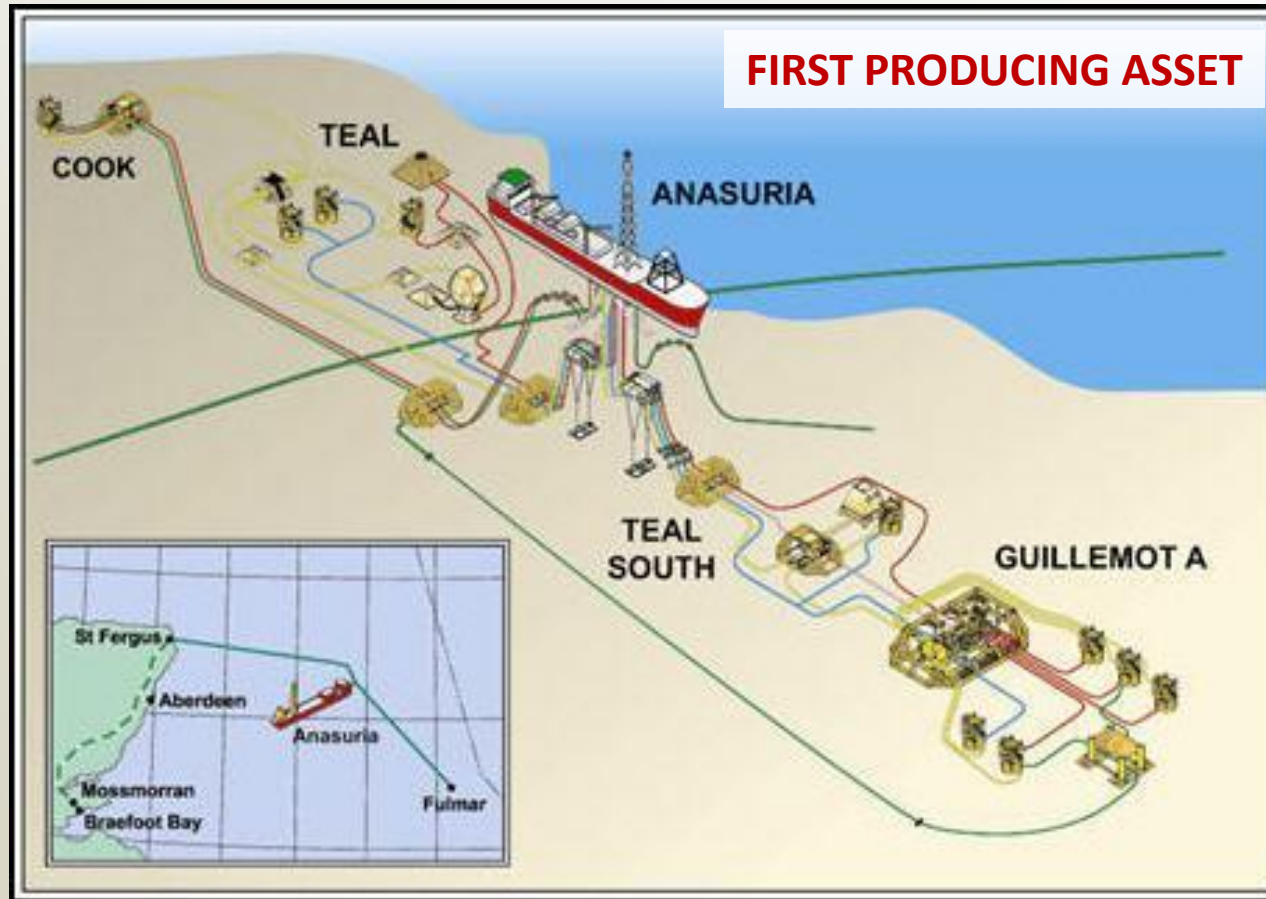 FIRST PRODUCING ASSET
COOK
TEAL
ANASURIA
TEAL
SOUTH
GUILLEMOT A
St Fergus
Aberdeen
Anasuria
Mossmorran
Braefoot Bay
Fulmar